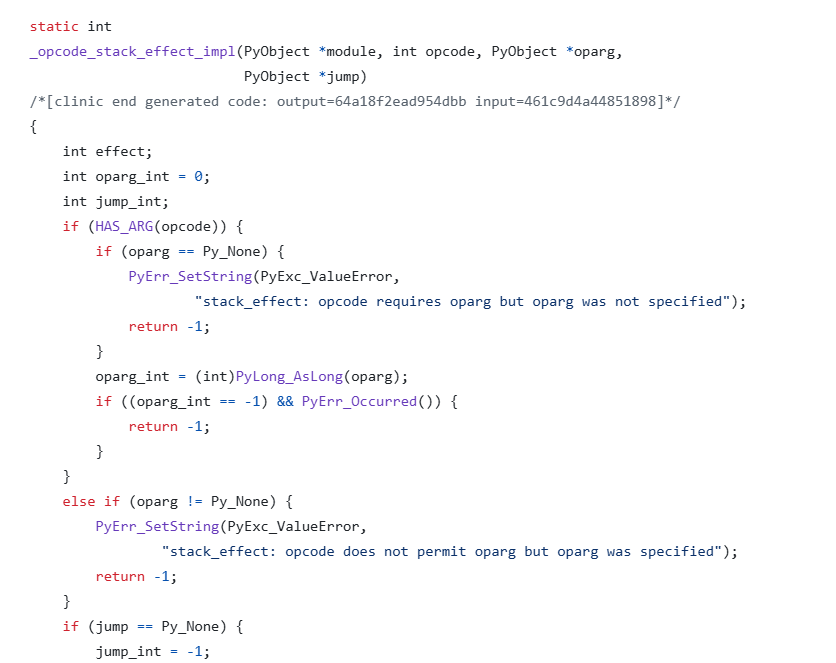 static int
_opcode_stack_effect_impl(PyObject *module, int opcode, PyObject *oparg,
                          PyObject *jump)
/*[clinic end generated code: output=64a18f2ead954dbb input=461c9d4a44851898]*/
{
    int effect;
    int oparg_int = 0;
    int jump_int;
    if (HAS_ARG(opcode)) {
        if (oparg == Py_None) {
            PyErr_SetString(PyExc_ValueError,
                    "stack_effect: opcode requires oparg but oparg was not specified");
            return -1;
        }
        oparg_int = (int)PyLong_AsLong(oparg);
        if ((oparg_int == -1) && PyErr_Occurred()) {
            return -1;
        }
    }
    else if (oparg != Py_None) {
        PyErr_SetString(PyExc_ValueError,
                "stack_effect: opcode does not permit oparg but oparg was specified");
        return -1;
    }
    if (jump == Py_None) {
        jump_int = -1;